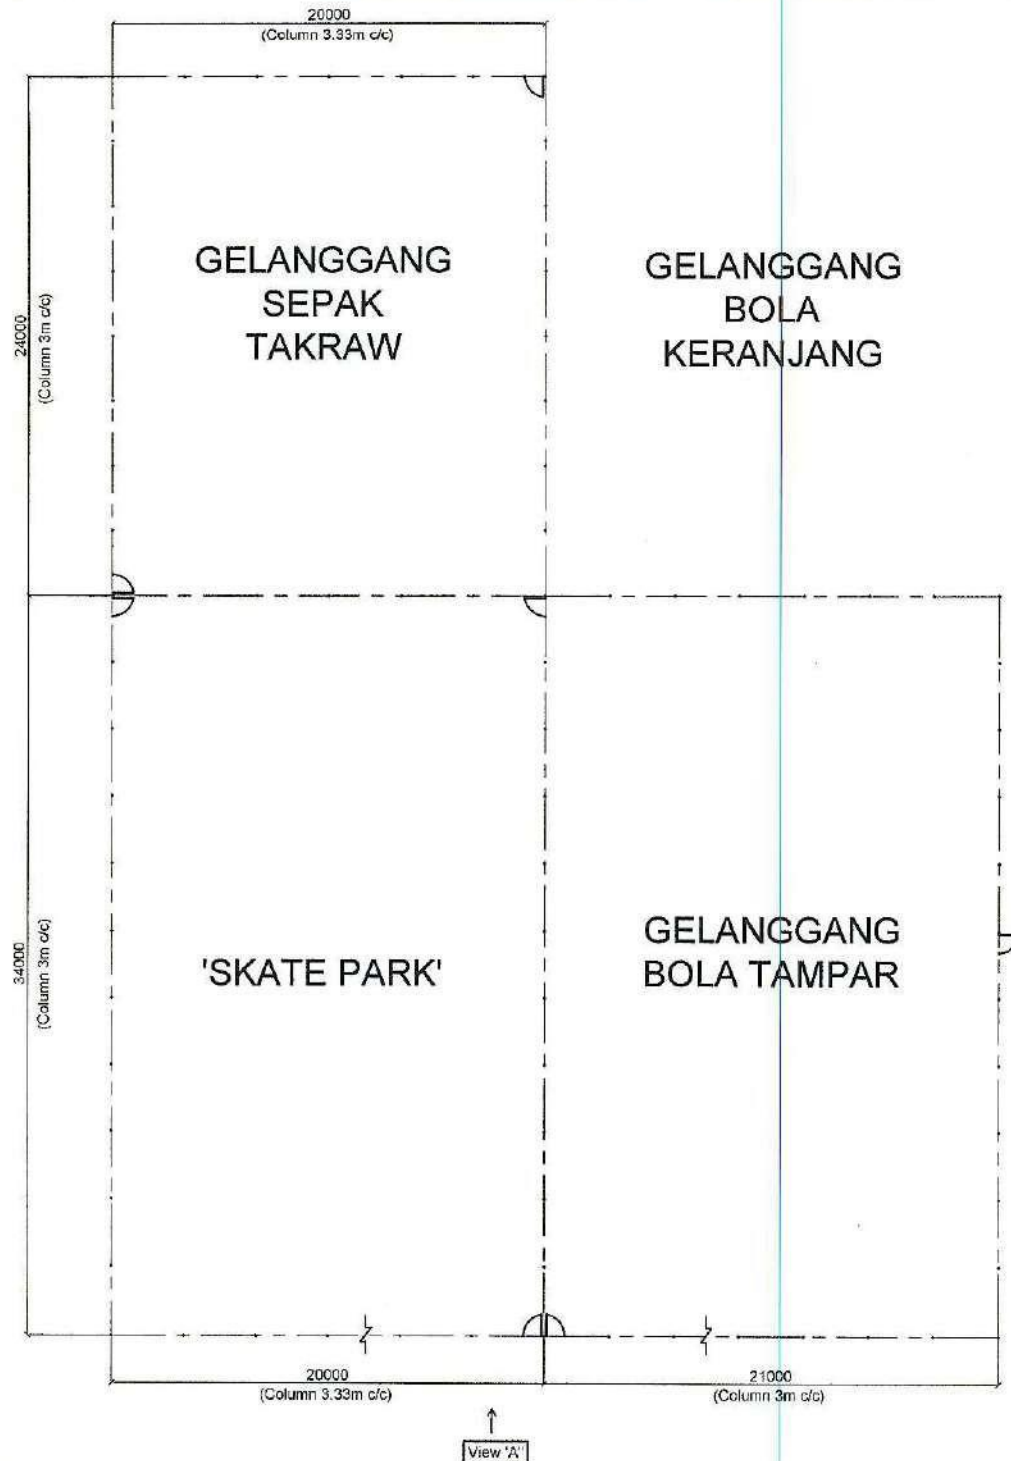 20000
(Column 3.33m c/c)
GELANGGANG
SEPAK
TAKRAW
GELANGGANG
BOLA
KERANJANG
24000
(Column 3m c/c)
34000
(Column 3m c/c)
'SKATE PARK'
GELANGGANG
BOLA TAMPAR
20000
(Column 3.33m c/c)
21000
(Column 3m c/c)
View 'A'